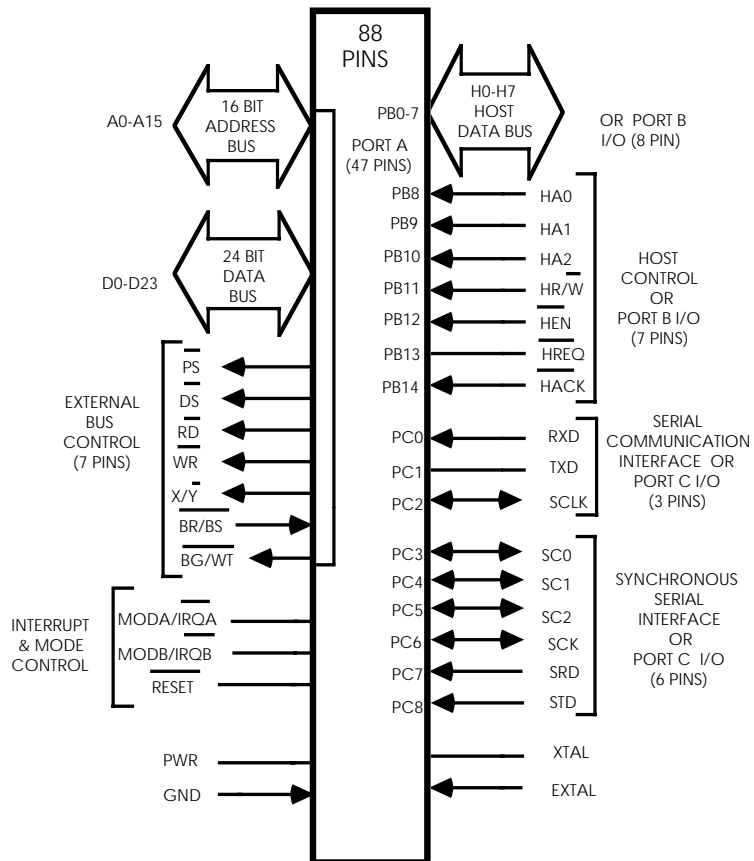 88
PINS
A0-A15
16 BIT
ADDRESS
BUS
PORT A
(47 PINS)
D0-D23
24 BIT
DATA
BUS
EXTERNAL
BUS
CONTROL
(7 PINS)
PS
DS
RD
WR
X/Y
BR/BS
BG/WT
INTERRUPT
& MODE
CONTROL
MODA/IRQA
MODB/IRQB
RESET
PWR
GND
PB0-7
H0-H7
HOST
DATA BUS
OR PORT B
I/O (8 PIN)
PB8 HA0
PB9 HA1
PB10 HA2
PB11 HR/W
PB12 HEN
PB13 HREQ
PB14 HACK
HOST
CONTROL
OR
PORT B I/O
(7 PINS)
PC0 RXD
PC1 TXD
PC2 SCLK
SERIAL
COMMUNICATION
INTERFACE OR
PORT C I/O
(3 PINS)
PC3 SC0
PC4 SC1
PC5 SC2
PC6 SCK
PC7 SRD
PC8 STD
SYNCHRONOUS
SERIAL
INTERFACE
OR
PORT C I/O
(6 PINS)
XTAL
EXTAL